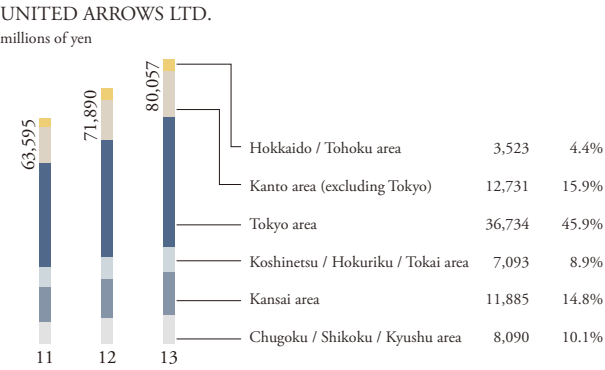 UNITED ARROWS LTD.
millions of yen
63,595
71,890
80,057
Hokkaido / Tohoku area 3,523 4.4%
Kanto area (excluding Tokyo) 12,731 15.9%
Tokyo area 36,734 45.9%
Koshinetsu / Hokuriku / Tokai area 7,093 8.9%
Kansai area 11,885 14.8%
Chugoku / Shikoku / Kyushu area 8,090 10.1%
11 12 13